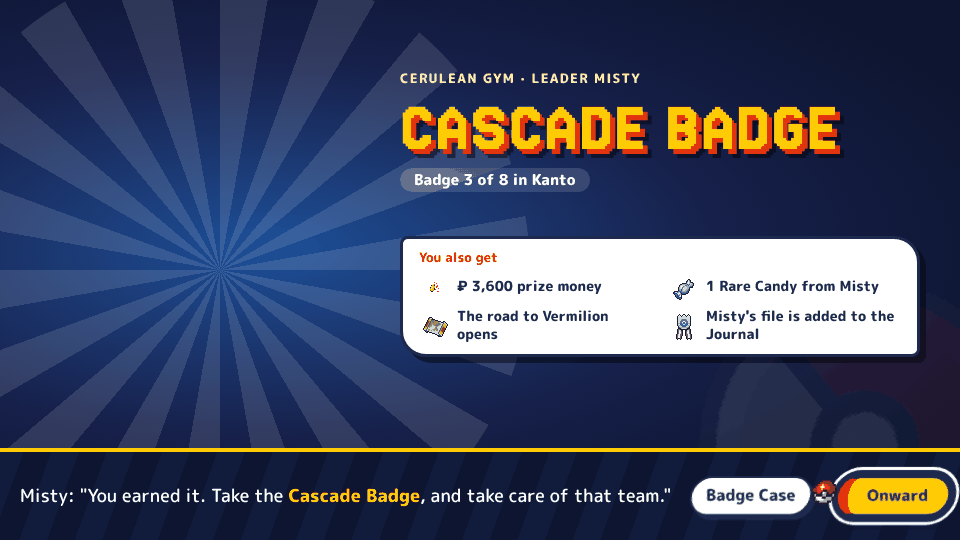 CERULEAN GYM · LEADER MISTY
CASCADE BADGE
Badge 3 of 8 in Kanto
You also get
₽ 3,600 prize money
1 Rare Candy from Misty
The road to Vermilion
opens
Misty's file is added to the
Journal
Misty: "You earned it. Take the Cascade Badge, and take care of that team."
Badge Case
Onward